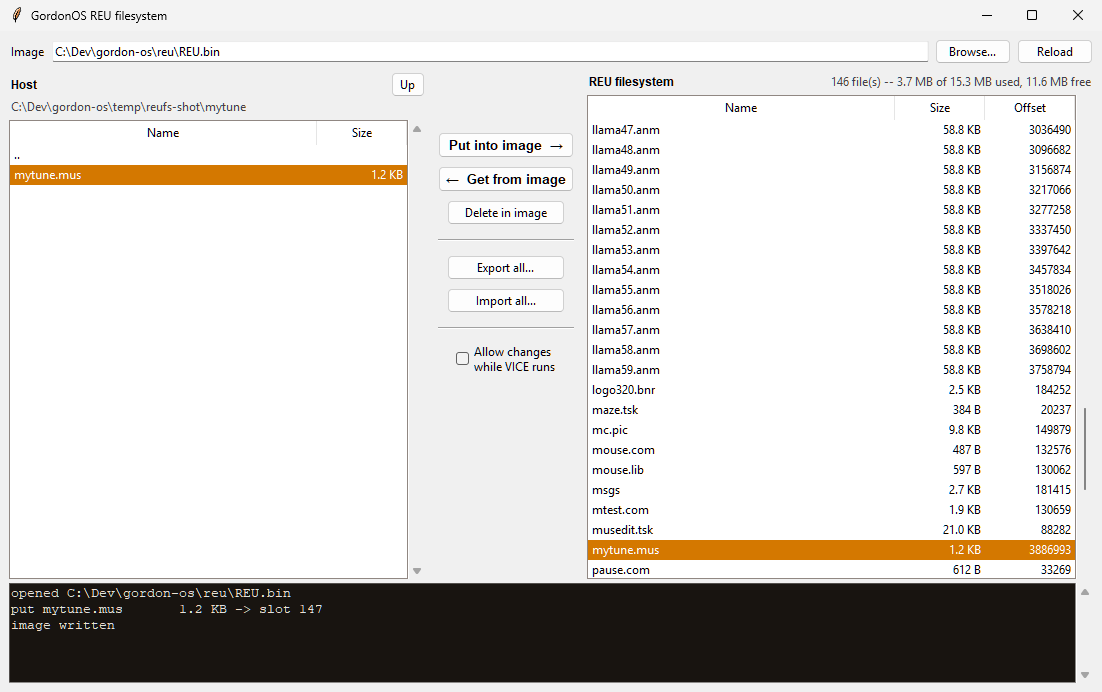 GordonOS REU filesystem
Image C:\Dev\gordon-os\reu\REU.bin Browse... Reload
Host Up
C:\Dev\gordon-os\temp\reufs-shot\mytune
Name Size
..
mytune.mus 1.2 KB
Put into image →
← Get from image
Delete in image
Export all...
Import all...
Allow changes
while VICE runs
REU filesystem 146 file(s) -- 3.7 MB of 15.3 MB used, 11.6 MB free
Name Size Offset
llama47.anm 58.8 KB 3036490
llama48.anm 58.8 KB 3096682
llama49.anm 58.8 KB 3156874
llama50.anm 58.8 KB 3217066
llama51.anm 58.8 KB 3277258
llama52.anm 58.8 KB 3337450
llama53.anm 58.8 KB 3397642
llama54.anm 58.8 KB 3457834
llama55.anm 58.8 KB 3518026
llama56.anm 58.8 KB 3578218
llama57.anm 58.8 KB 3638410
llama58.anm 58.8 KB 3698602
llama59.anm 58.8 KB 3758794
logo320.bnr 2.5 KB 184252
maze.tsk 384 B 20237
mc.pic 9.8 KB 149879
mouse.com 487 B 132576
mouse.lib 597 B 130062
msgs 2.7 KB 181415
mtest.com 1.9 KB 130659
musedit.tsk 21.0 KB 88282
mytune.mus 1.2 KB 3886993
pause.com 612 B 33269
opened C:\Dev\gordon-os\reu\REU.bin
put mytune.mus 1.2 KB -> slot 147
image written